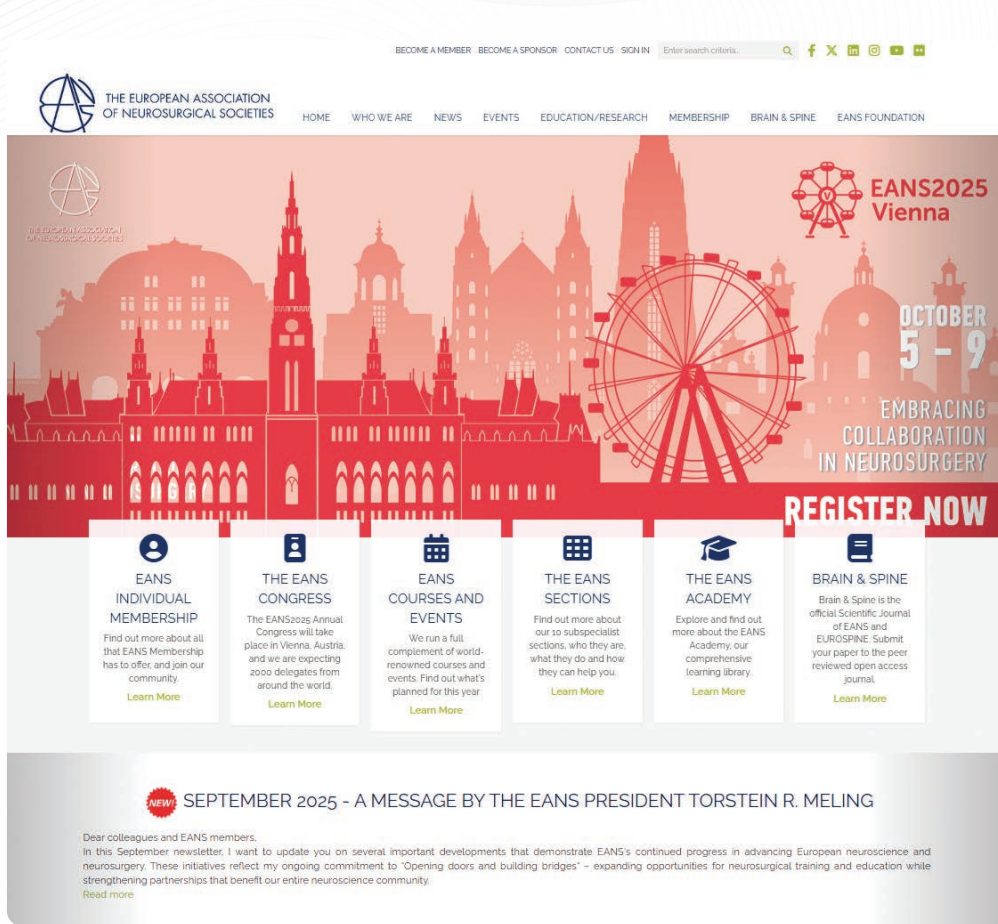 BECOME A MEMBER BECOME A SPONSOR CONTACT US SIGN IN Enter search criteria...
THE EUROPEAN ASSOCIATION
OF NEUROSURGICAL SOCIETIES
HOME WHO WE ARE NEWS EVENTS EDUCATION/RESEARCH MEMBERSHIP BRAIN & SPINE EANS FOUNDATION
THE EUROPEAN ASSOCIATION
OF NEUROSURGICAL SOCIETIES
V
EANS2025
Vienna
OCTOBER
5 - 9
EMBRACING
COLLABORATION
IN NEUROSURGERY
REGISTER NOW
EANS
INDIVIDUAL
MEMBERSHIP
Find out more about all
that EANS Membership
has to offer, and join our
community.
Learn More
THE EANS
CONGRESS
The EANS2025 Annual
Congress will take
place in Vienna, Austria,
and we are expecting
2000 delegates from
around the world.
Learn More
EANS
COURSES AND
EVENTS
We run a full
complement of world-
renowned courses and
events. Find out what's
planned for this year
Learn More
THE EANS
SECTIONS
Find out more about
our 10 subspecialist
sections, who they are,
what they do and how
they can help you.
Learn More
THE EANS
ACADEMY
Explore and find out
more about the EANS
Academy, our
comprehensive
learning library.
Learn More
BRAIN & SPINE
Brain & Spine is the
official Scientific Journal
of EANS and
EUROSPINE. Submit
your paper to the peer
reviewed open access
journal.
Learn More
NEW! SEPTEMBER 2025 - A MESSAGE BY THE EANS PRESIDENT TORSTEIN R. MELING
Dear colleagues and EANS members,
In this September newsletter, I want to update you on several important developments that demonstrate EANS's continued progress in advancing European neuroscience and
neurosurgery. These initiatives reflect my ongoing commitment to "Opening doors and building bridges" – expanding opportunities for neurosurgical training and education while
strengthening partnerships that benefit our entire neuroscience community.
Read more